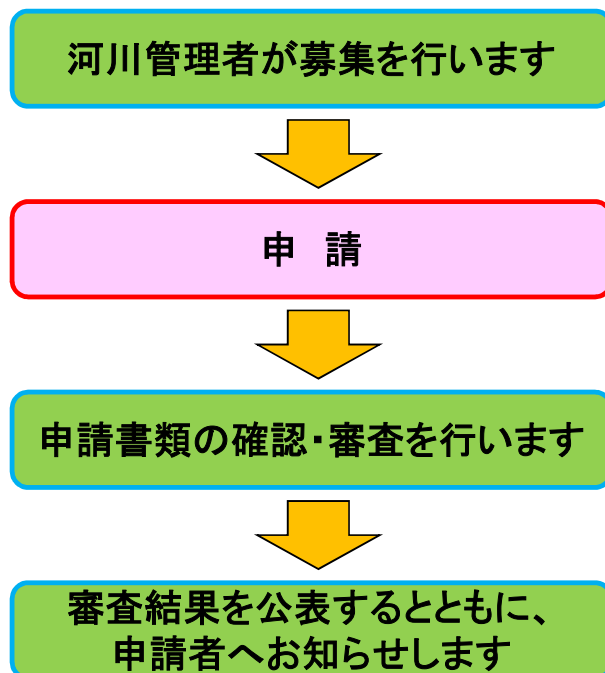 河川管理者が募集を行います
申　請
申請書類の確認・審査を行います
審査結果を公表するとともに、
申請者へお知らせします